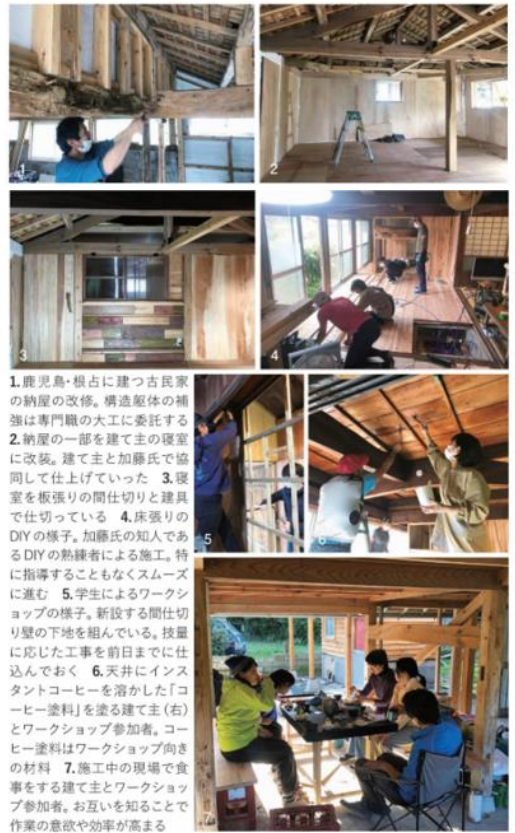 1
2
3
4
1.鹿児島・根占に建つ古民家
の納屋の改修。構造躯体の補
強は専門職の大工に委託する
2.納屋の一部を建て主の寝室
に改装。建て主と加藤氏で協
同して仕上げていった 3.寝
室を板張りの間仕切りと建具
で仕切っている 4.床張りの
DIYの様子。加藤氏の知人であ
るDIYの熟練者による施工。特
に指導することもなくスムーズ
に進む 5.学生によるワークシ
ョップの様子。新設する間仕切
り壁の下地を組んでいる。技量
に応じた工事を前日までに仕
込んでおく 6.天井にインス
タントコーヒーを溶かした「コ
ーヒー塗料」を塗る建て主(右)
とワークショップ参加者。コー
ヒー塗料はワークショップ向き
の材料 7.施工中の現場で食
事をする建て主とワークショッ
プ参加者。お互いを知ることで
作業の意欲や効率が高まる
5
6
7